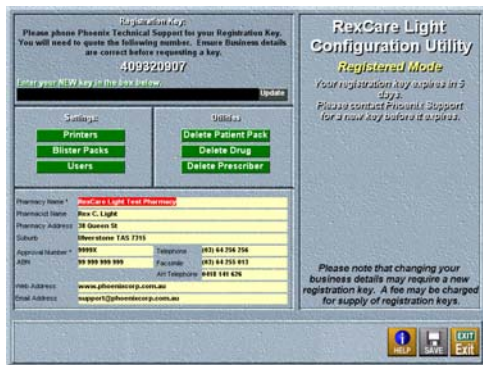 Registration Key:
Please phone Phoenix Technical Support for your Registration Key.
You will need to quote the following number. Ensure Business details
are correct before requesting a key.
409320907
Enter your NEW key in the box below.
Update
Settings
Printers
Blister Packs
Users
Utilities
Delete Patient Pack
Delete Drug
Delete Prescriber
Pharmacy Name * RexCare Light Test Pharmacy
Pharmacist Name Rex C. Light
Pharmacy Address 38 Queen St
Suburb Ulverstone TAS 7315
Approval Number * 9999X Telephone (03) 64 256 256
ABN 99 999 999 999 Facsimile (03) 64 255 013
AH Telephone 0418 141 626
Web Address www.phoenixcorp.com.au
Email Address support@phoenixcorp.com.au
RexCare Light
Configuration Utility
Registered Mode
Your registration key expires in 5
days.
Please contact Phoenix Support
for a new key before it expires.
Please note that changing your
business details may require a new
registration key. A fee may be charged
for supply of registration keys.
HELP
SAVE
EXIT
Exit